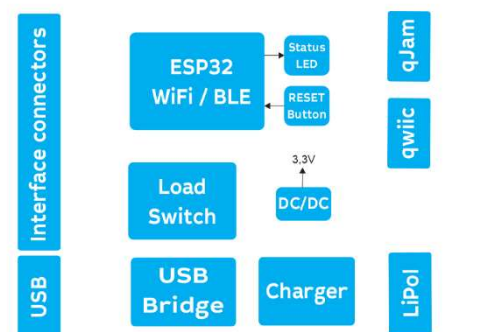 Interface connectors
ESP32
WiFi / BLE
Status
LED
RESET
Button
qJam
qwiic
Load
Switch
3,3V
DC/DC
USB
USB
Bridge
Charger
LiPol